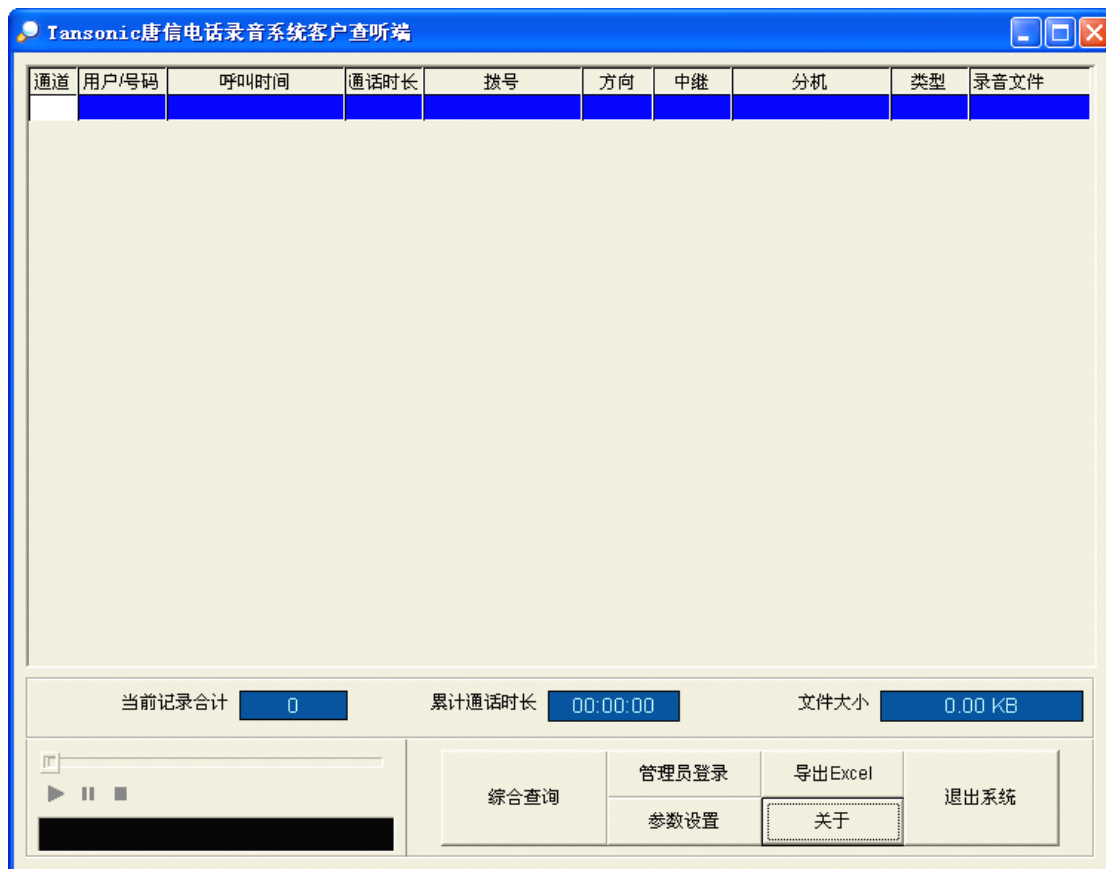 Tansonic唐信电话录音系统客户查听端
通道 用户/号码 呼叫时间 通话时长 拨号 方向 中继 分机 类型 录音文件
当前记录合计 0 累计通话时长 00:00:00 文件大小 0.00 KB
综合查询 管理员登录 导出Excel 退出系统
参数设置 关于